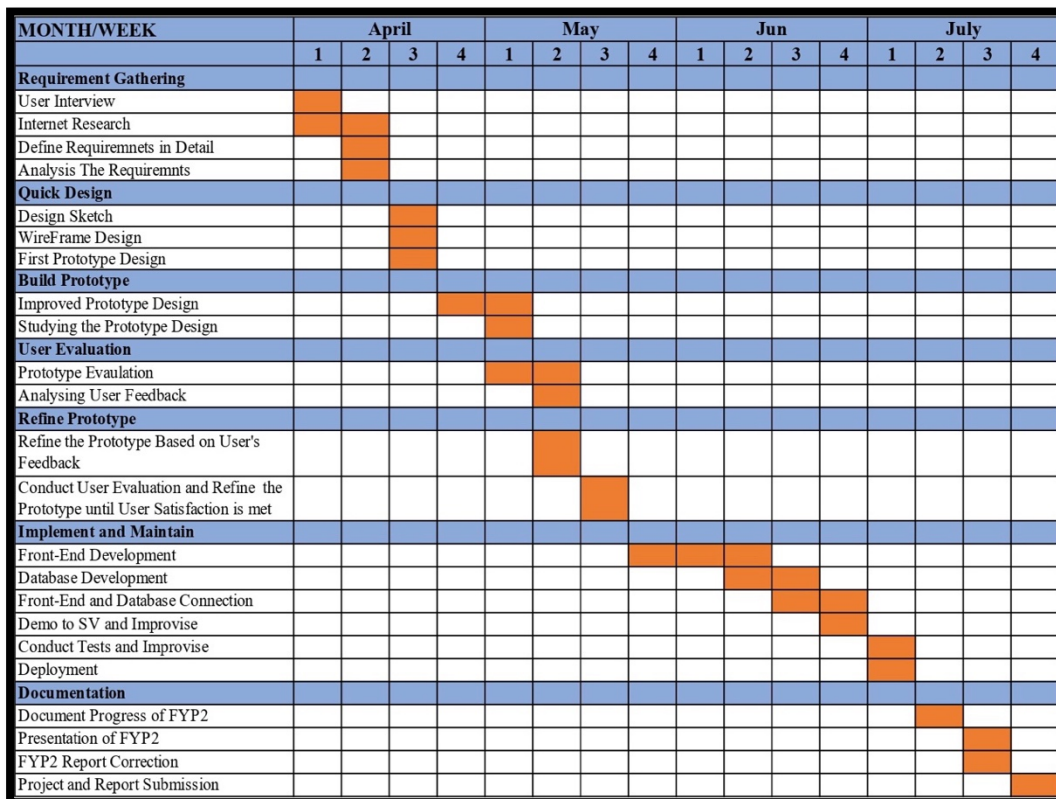 MONTH/WEEK April May Jun July
1 2 3 4 1 2 3 4 1 2 3 4 1 2 3 4
Requirement Gathering
User Interview
Internet Research
Define Requiremnets in Detail
Analysis The Requiremnts
Quick Design
Design Sketch
WireFrame Design
First Prototype Design
Build Prototype
Improved Prototype Design
Studying the Prototype Design
User Evaluation
Prototype Evaulation
Analysing User Feedback
Refine Prototype
Refine the Prototype Based on User's
Feedback
Conduct User Evaluation and Refine the
Prototype until User Satisfaction is met
Implement and Maintain
Front-End Development
Database Development
Front-End and Database Connection
Demo to SV and Improvise
Conduct Tests and Improvise
Deployment
Documentation
Document Progress of FYP2
Presentation of FYP2
FYP2 Report Correction
Project and Report Submission